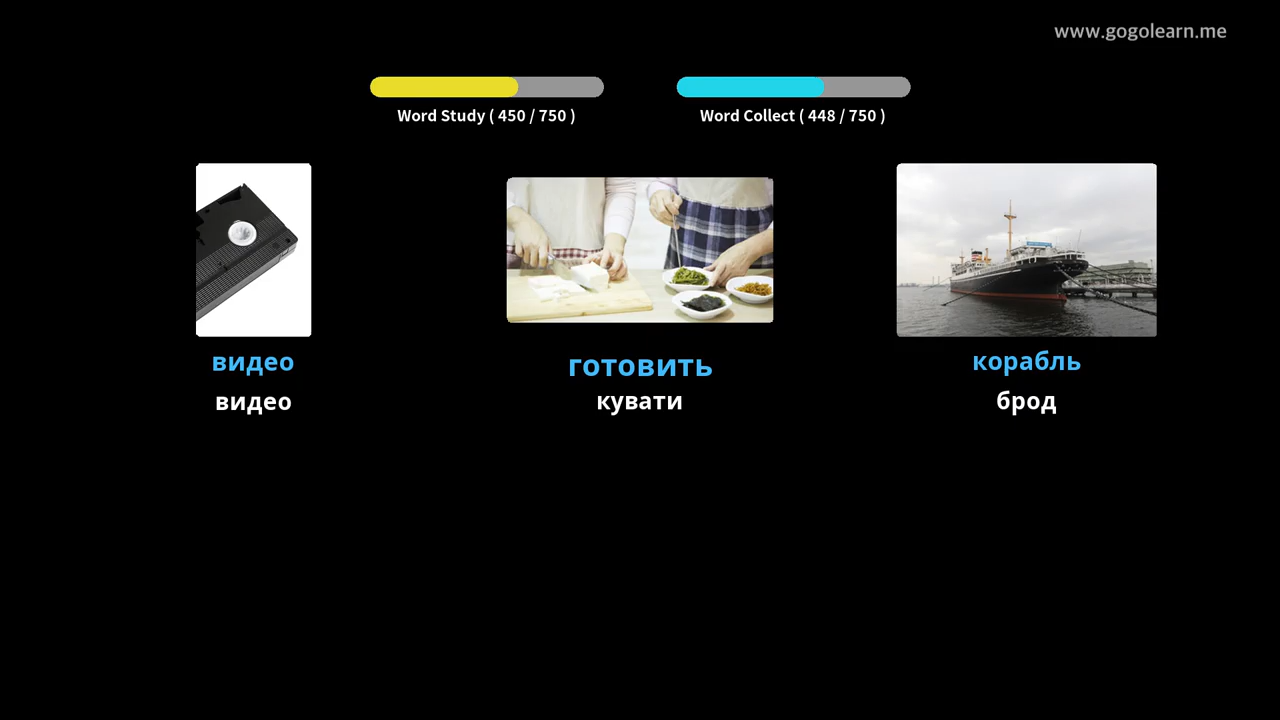 www.gogolearn.me
Word Study ( 450 / 750 )
Word Collect ( 448 / 750 )
видео
видео
готовить
кувати
корабль
брод